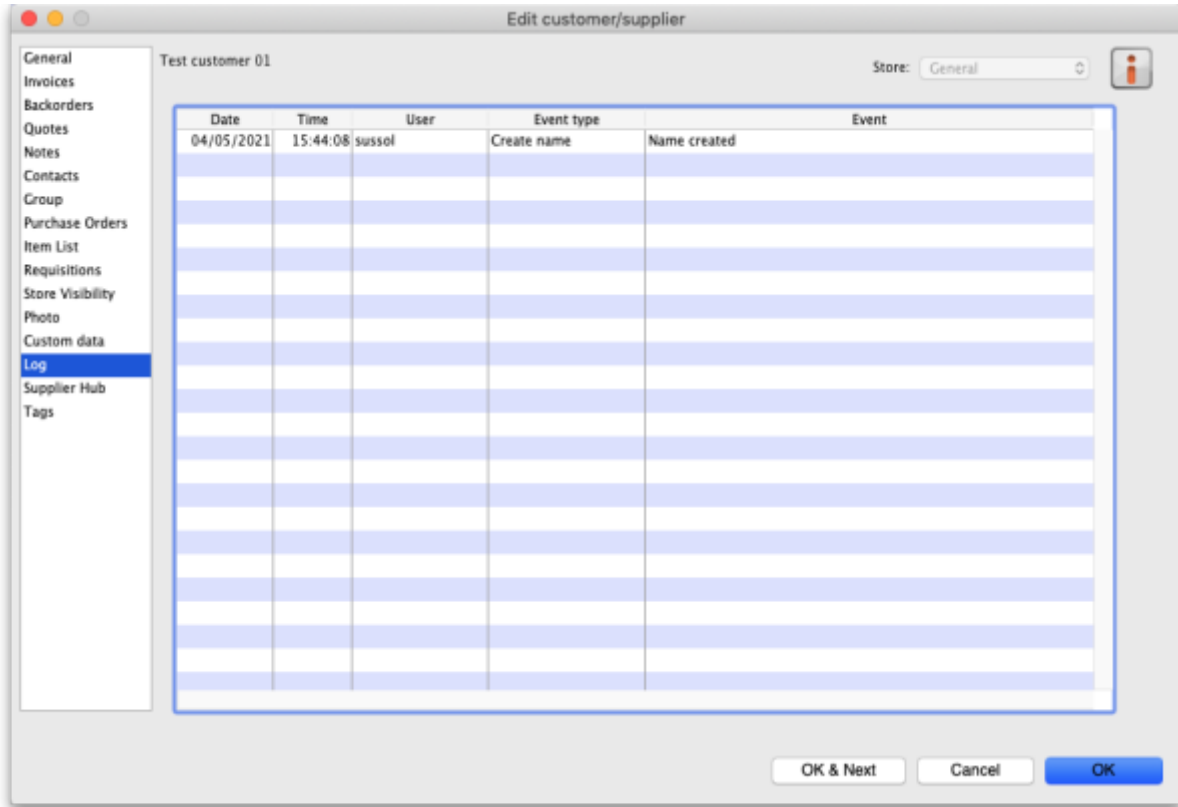 Edit customer/supplier
General
Invoices
Backorders
Quotes
Notes
Contacts
Group
Purchase Orders
Item List
Requisitions
Store Visibility
Photo
Custom data
Log
Supplier Hub
Tags
Test customer 01
Store: General
Date Time User Event type Event
04/05/2021 15:44:08 sussol Create name Name created
OK & Next Cancel OK